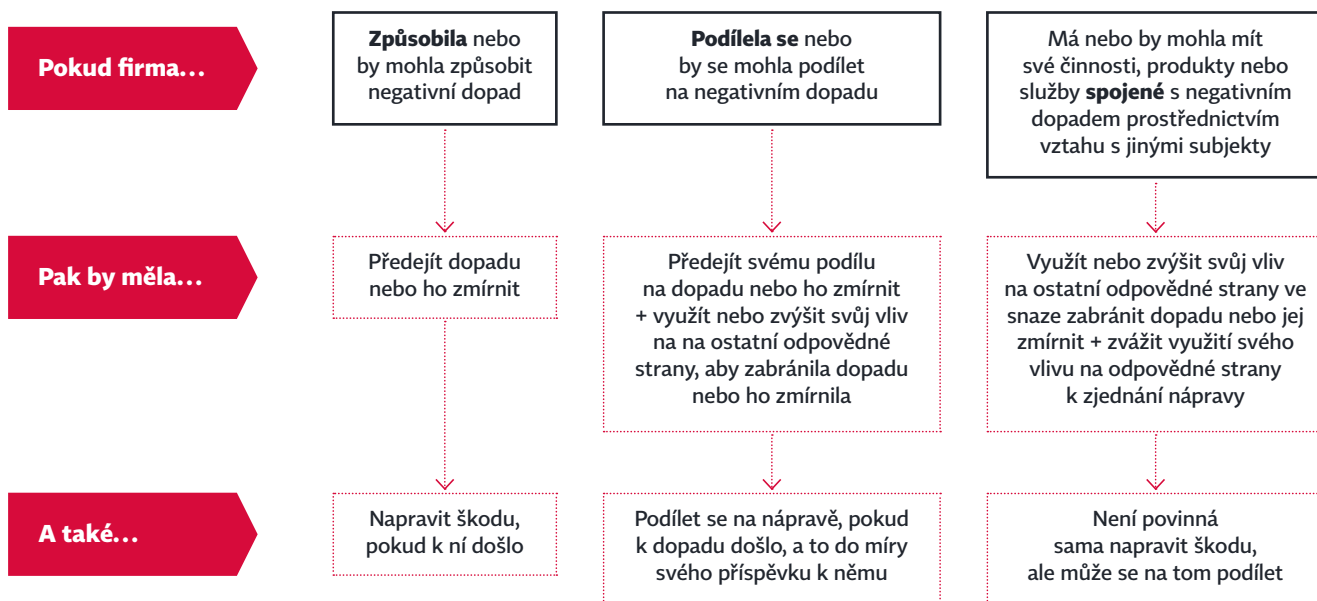 Pokud firma…
Způsobila nebo
by mohla způsobit
negativní dopad
Podílela se nebo
by se mohla podílet
na negativním dopadu
Má nebo by mohla mít
své činnosti, produkty nebo
služby spojené s negativním
dopadem prostřednictvím
vztahu s jinými subjekty
Pak by měla…
Předejít dopadu
nebo ho zmírnit
Předejít svému podílu
na dopadu nebo ho zmírnit
+ využít nebo zvýšit svůj vliv
na na ostatní odpovědné
strany, aby zabránila dopadu
nebo ho zmírnila
Využít nebo zvýšit svůj vliv
na ostatní odpovědné strany ve
snaze zabránit dopadu nebo jej
zmírnit + zvážit využití svého
vlivu na odpovědné strany
k zjednání nápravy
A také…
Napravit škodu,
pokud k ní došlo
Podílet se na nápravě, pokud
k dopadu došlo, a to do míry
svého příspěvku k němu
Není povinná
sama napravit škodu,
ale může se na tom podílet